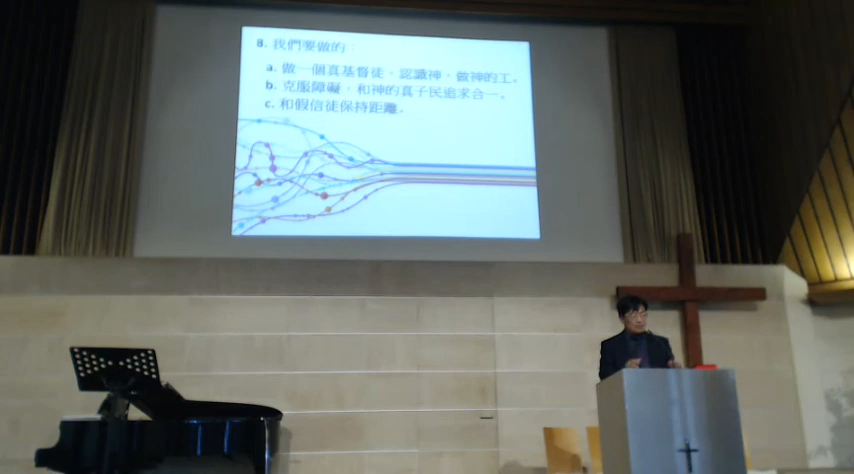 8. 我們要做的：
a. 做一個真基督徒，認識神，做神的工。
b. 克服障礙，和神的真子民追求合一。
c. 和假信徒保持距離。